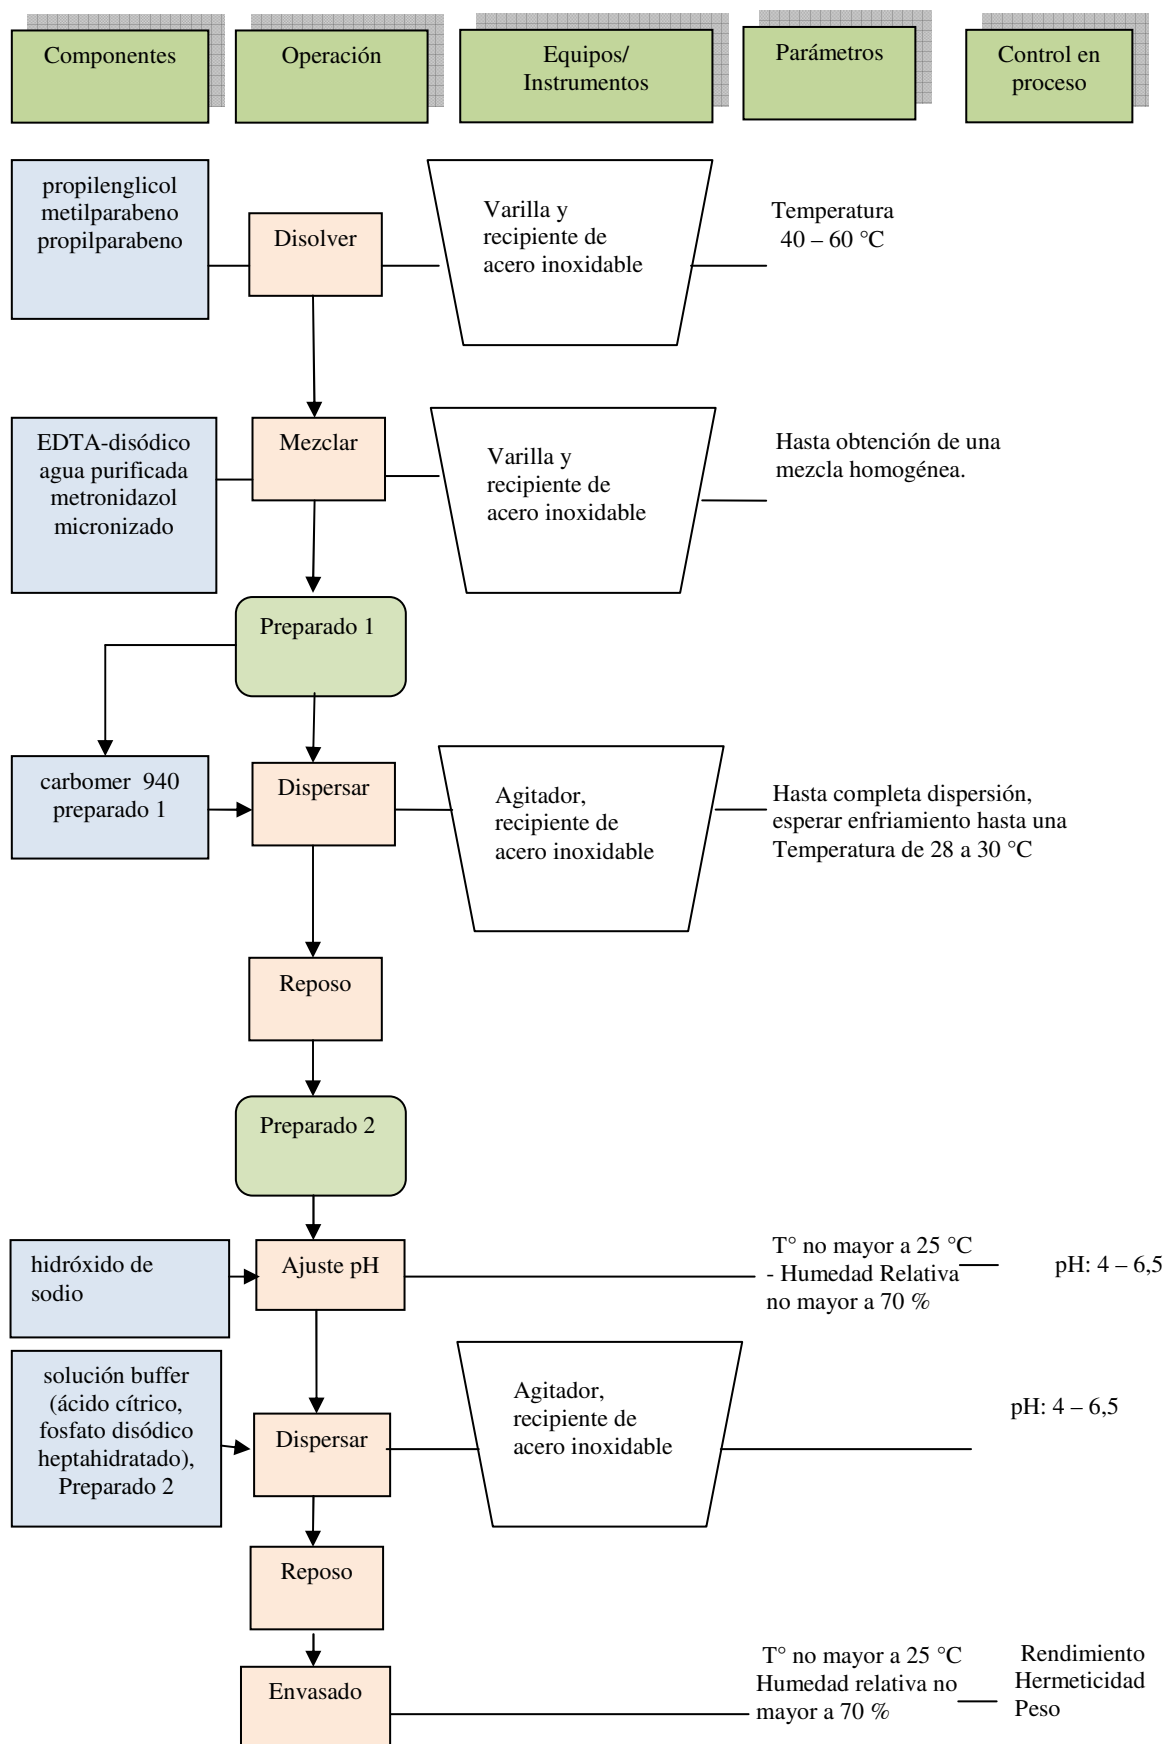 Componentes
Operación
Equipos/
Instrumentos
Parámetros
Control en
proceso
propilenglicol
metilparabeno
propilparabeno
Disolver
Varilla y
recipiente de
acero inoxidable
Temperatura
40 – 60 °C
EDTA-disódico
agua purificada
metronidazol
micronizado
Mezclar
Varilla y
recipiente de
acero inoxidable
Hasta obtención de una
mezcla homogénea.
Preparado 1
carbomer 940
preparado 1
Dispersar
Agitador,
recipiente de
acero inoxidable
Hasta completa dispersión,
esperar enfriamiento hasta una
Temperatura de 28 a 30 °C
Reposo
Preparado 2
hidróxido de
sodio
Ajuste pH
T° no mayor a 25 °C
- Humedad Relativa
no mayor a 70 %
pH: 4 – 6,5
solución buffer
(ácido cítrico,
fosfato disódico
heptahidratado),
Preparado 2
Dispersar
Agitador,
recipiente de
acero inoxidable
pH: 4 – 6,5
Reposo
Envasado
T° no mayor a 25 °C
Humedad relativa no
mayor a 70 %
Rendimiento
Hermeticidad
Peso